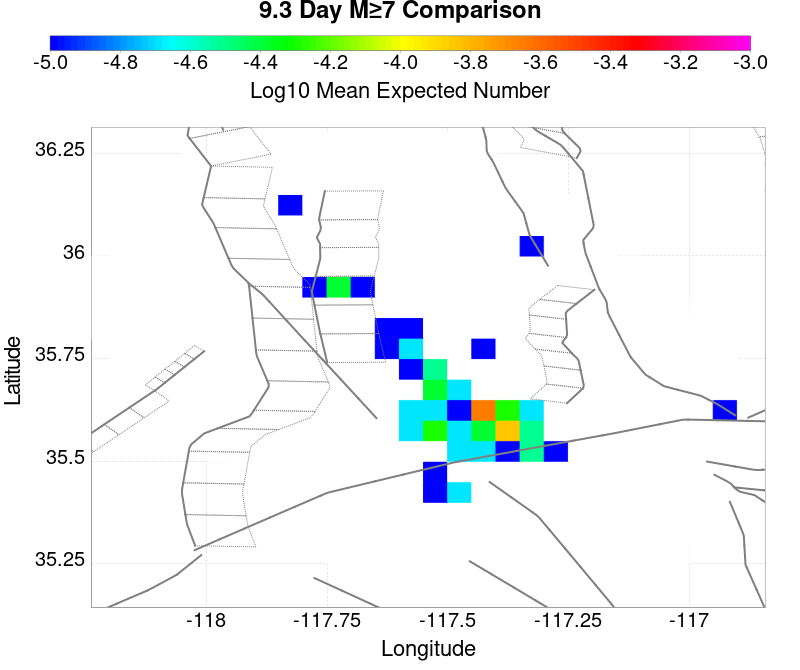 9.3 Day M≥7 Comparison
-5.0 -4.8 -4.6 -4.4 -4.2 -4.0 -3.8 -3.6 -3.4 -3.2 -3.0
Log10 Mean Expected Number
36.25
36
35.75
35.5
35.25
Latitude
-118 -117.75 -117.5 -117.25 -117
Longitude